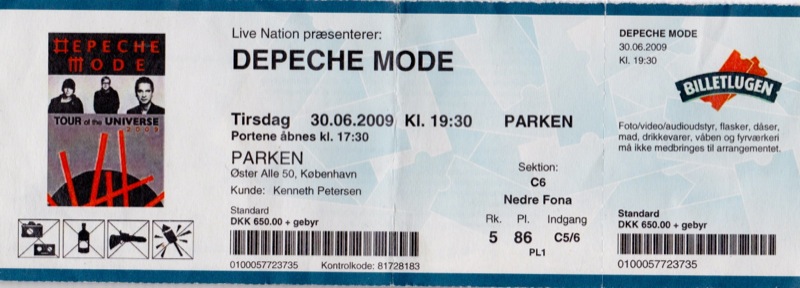 DEPECHE
MODE
TOUR of the UNIVERSE
2009
Live Nation præsenterer:
DEPECHE MODE
Tirsdag 30.06.2009 Kl. 19:30 PARKEN
Portene åbnes kl. 17:30
PARKEN
Øster Alle 50, København
Kunde: Kenneth Petersen
Standard
DKK 650.00 + gebyr
0100057723735 Kontrolkode: 81728183
Sektion:
C6
Nedre Fona
Rk. Pl. Indgang
5 86 C5/6
PL1
DEPECHE MODE
30.06.2009
Kl. 19:30
BILLETLUGEN
Foto/video/audioudstyr, flasker, dåser,
mad, drikkevarer, våben og fyrværkeri
må ikke medbringes til arrangementet.
Standard
DKK 650.00 + gebyr
0100057723735